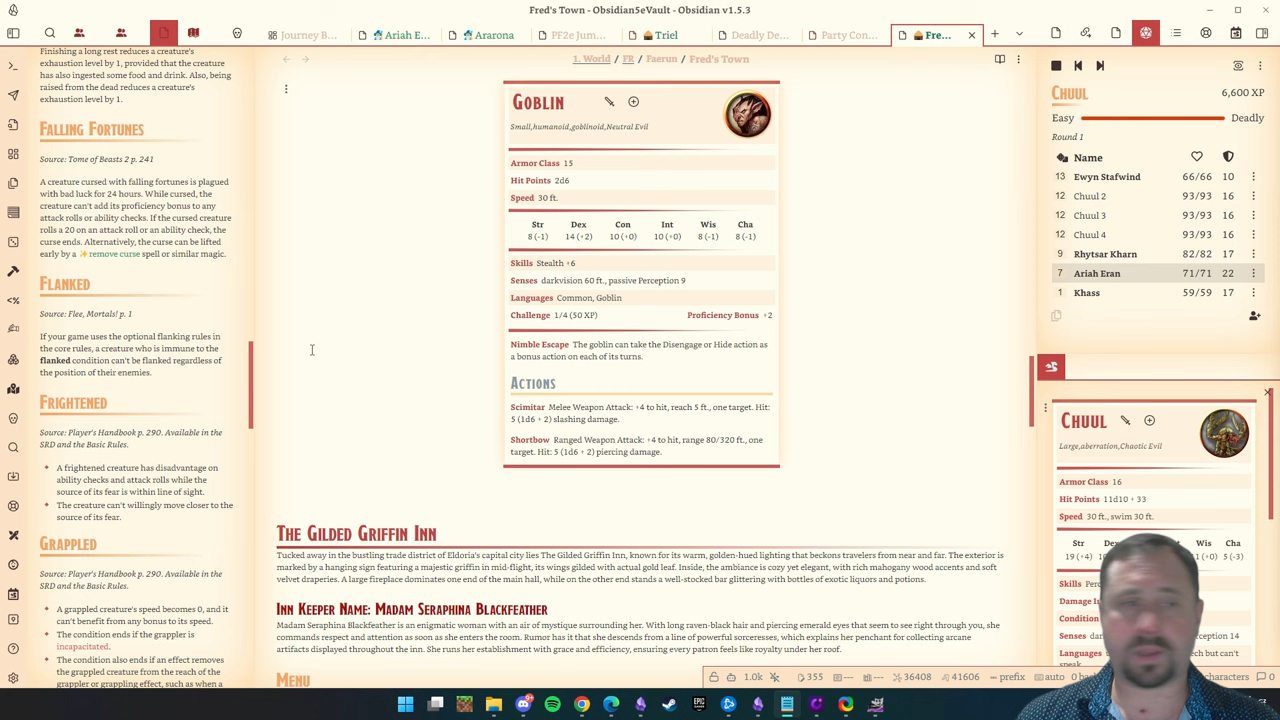 Fred's Town - Obsidian5eVault - Obsidian v1.5.3
Journey B...
Ariah E...
Ararona
PF2e Jum...
Triel
Deadly De...
Party Con...
Fre...
1. World / FR / Faerun / Fred's Town
Finishing a long rest reduces a creature's
exhaustion level by 1, provided that the creature
has also ingested some food and drink. Also, being
raised from the dead reduces a creature's
exhaustion level by 1.
Falling Fortunes
Source: Tome of Beasts 2 p. 241
A creature cursed with falling fortunes is plagued
with bad luck for 24 hours. While cursed, the
creature can't add its proficiency bonus to any
attack rolls or ability checks. If the cursed creature
rolls a 20 on an attack roll or an ability check, the
curse ends. Alternatively, the curse can be lifted
early by a ✨remove curse spell or similar magic.
Flanked
Source: Flee, Mortals! p. 1
If your game uses the optional flanking rules in
the core rules, a creature who is immune to the
flanked condition can't be flanked regardless of
the position of their enemies.
Frightened
Source: Player's Handbook p. 290. Available in the
SRD and the Basic Rules.
A frightened creature has disadvantage on
ability checks and attack rolls while the
source of its fear is within line of sight.
The creature can't willingly move closer to the
source of its fear.
Grappled
Source: Player's Handbook p. 290. Available in the
SRD and the Basic Rules.
A grappled creature's speed becomes 0, and it
can't benefit from any bonus to its speed.
The condition ends if the grappler is
incapacitated.
The condition also ends if an effect removes
the grappled creature from the reach of the
grappler or grappling effect, such as when a
Goblin
Small,humanoid,goblinoid,Neutral Evil
Armor Class 15
Hit Points 2d6
Speed 30 ft.
Str Dex Con Int Wis Cha
8 (-1) 14 (+2) 10 (+0) 10 (+0) 8 (-1) 8 (-1)
Skills Stealth +6
Senses darkvision 60 ft., passive Perception 9
Languages Common, Goblin
Challenge 1/4 (50 XP) Proficiency Bonus +2
Nimble Escape The goblin can take the Disengage or Hide action as
a bonus action on each of its turns.
Actions
Scimitar Melee Weapon Attack: +4 to hit, reach 5 ft., one target. Hit:
5 (1d6 + 2) slashing damage.
Shortbow Ranged Weapon Attack: +4 to hit, range 80/320 ft., one
target. Hit: 5 (1d6 + 2) piercing damage.
The Gilded Griffin Inn
Tucked away in the bustling trade district of Eldoria's capital city lies The Gilded Griffin Inn, known for its warm, golden-hued lighting that beckons travelers from near and far. The exterior is
marked by a hanging sign featuring a majestic griffin in mid-flight, its wings gilded with actual gold leaf. Inside, the ambiance is cozy yet elegant, with rich mahogany wood accents and soft
velvet draperies. A large fireplace dominates one end of the main hall, while on the other end stands a well-stocked bar glittering with bottles of exotic liquors and potions.
Inn Keeper Name: Madam Seraphina Blackfeather
Madam Seraphina Blackfeather is an enigmatic woman with an air of mystique surrounding her. With long raven-black hair and piercing emerald eyes that seem to see right through you, she
commands respect and attention as soon as she enters the room. Rumor has it that she descends from a line of powerful sorceresses, which explains her penchant for collecting arcane
artifacts displayed throughout the inn. She runs her establishment with grace and efficiency, ensuring every patron feels like royalty under her roof.
Menu
Chuul 6,600 XP
Easy Deadly
Round 1
Name
13 Ewyn Stafwind 66/66 10
12 Chuul 2 93/93 16
12 Chuul 3 93/93 16
12 Chuul 4 93/93 16
9 Rhytsar Kharn 82/82 17
7 Ariah Eran 71/71 22
1 Khass 59/59 17
Chuul
Large,aberration,Chaotic Evil
Armor Class 16
Hit Points 11d10 + 33
Speed 30 ft., swim 30 ft.
Str
Cha
19 (+4)
5 (-3)
Skills
Condition
Senses
Languages
speak
1.0k 355 --- --- 36408 41606 prefix auto 0 characters 0